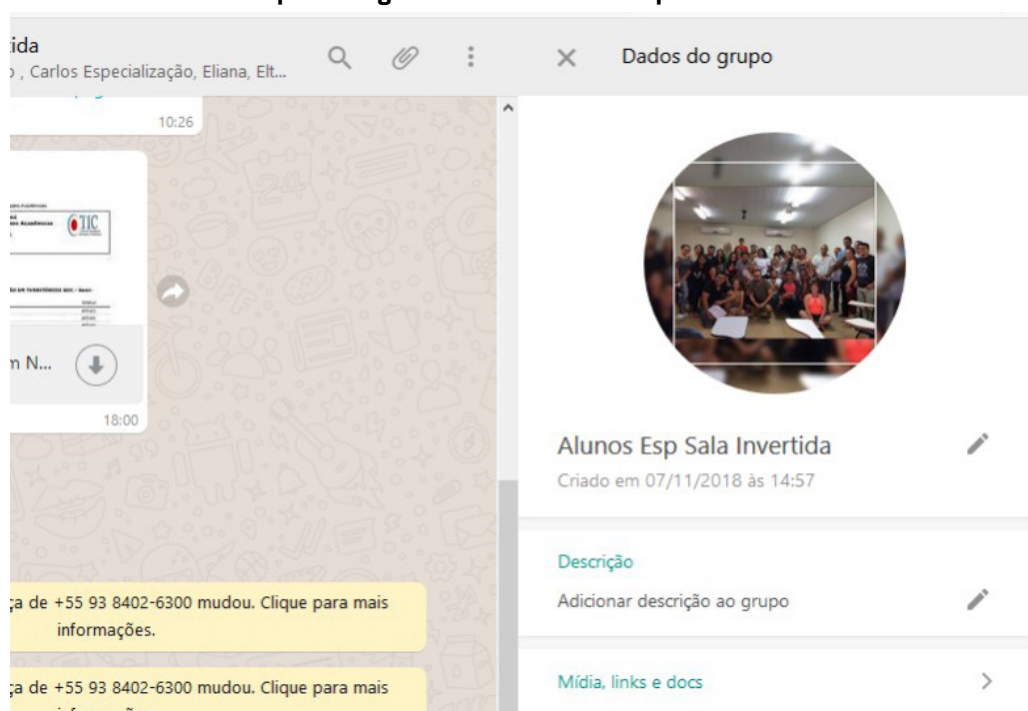 ida
, Carlos Especialização, Eliana, Elt...
Dados do grupo
10:26
TIC
m N...
18:00
ça de +55 93 8402-6300 mudou. Clique para mais
informações.
ça de +55 93 8402-6300 mudou. Clique para mais
Alunos Esp Sala Invertida
Criado em 07/11/2018 às 14:57
Descrição
Adicionar descrição ao grupo
Mídia, links e docs